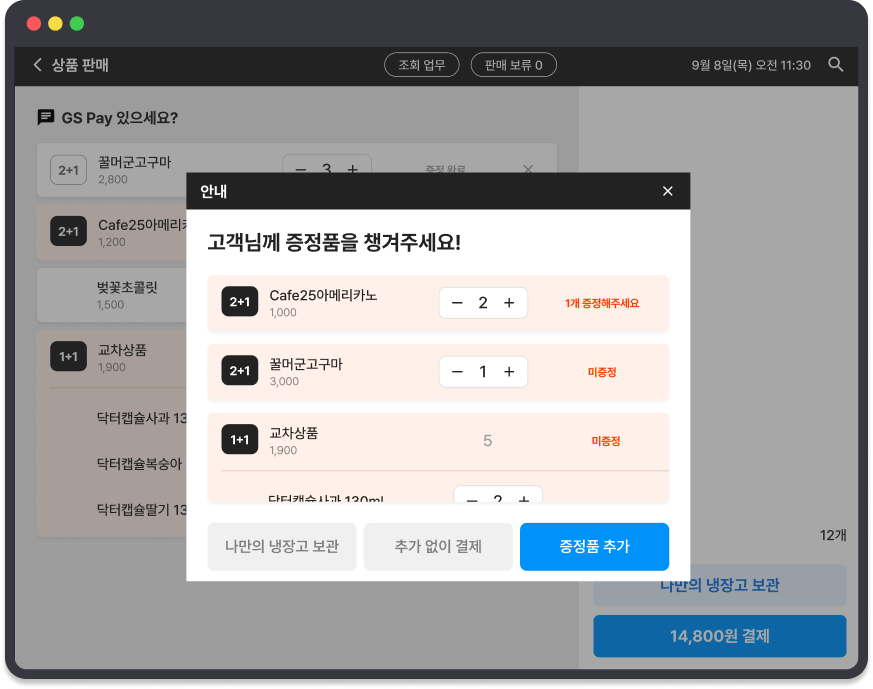 상품 판매
조회 업무
판매 보류 0
9월 8일(목) 오전 11:30
GS Pay 있으세요?
2+1
꿀머군고구마
2,800
3
증정 완료
2+1
Cafe25아메리카
1,200
벚꽃초콜릿
1,500
1+1
교차상품
1,900
닥터캡슐사과 13
닥터캡슐복숭아
닥터캡슐딸기 13
안내
고객님께 증정품을 챙겨주세요!
2+1
Cafe25아메리카노
1,000
2
1개 증정해주세요
2+1
꿀머군고구마
3,000
1
미증정
1+1
교차상품
1,900
5
미증정
닥터캡슐사과 130ml
2
나만의 냉장고 보관
추가 없이 결제
증정품 추가
12개
나만의 냉장고 보관
14,800원 결제